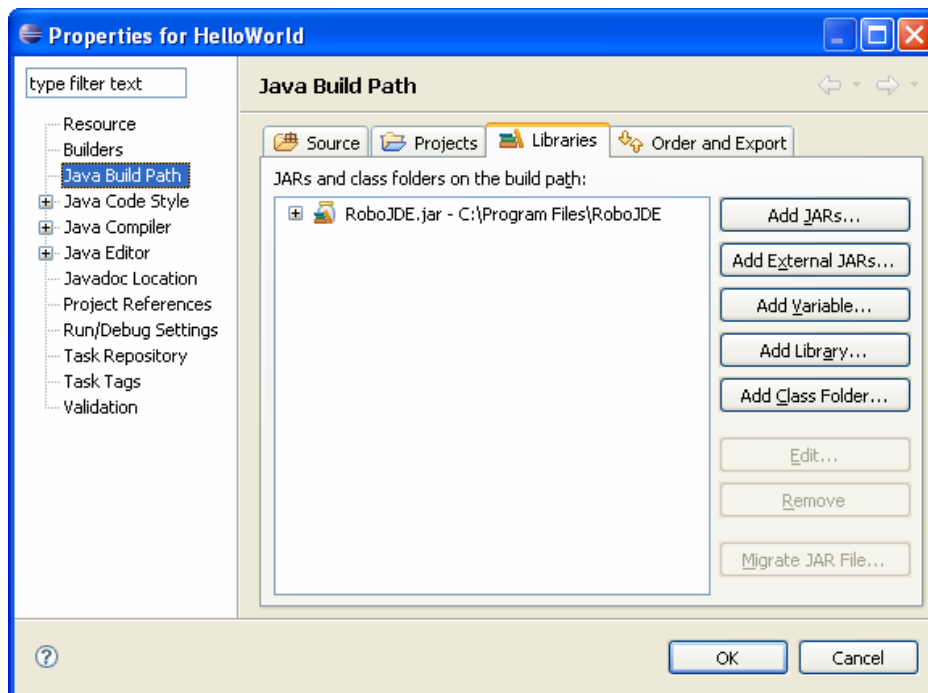 Properties for HelloWorld
type filter text
Java Build Path
Resource
Builders
Java Build Path
Java Code Style
Java Compiler
Java Editor
Javadoc Location
Project References
Run/Debug Settings
Task Repository
Task Tags
Validation
Source Projects Libraries Order and Export
JARs and class folders on the build path:
RoboJDE.jar - C:\Program Files\RoboJDE
Add JARs...
Add External JARs...
Add Variable...
Add Library...
Add Class Folder...
Edit...
Remove
Migrate JAR File...
OK Cancel